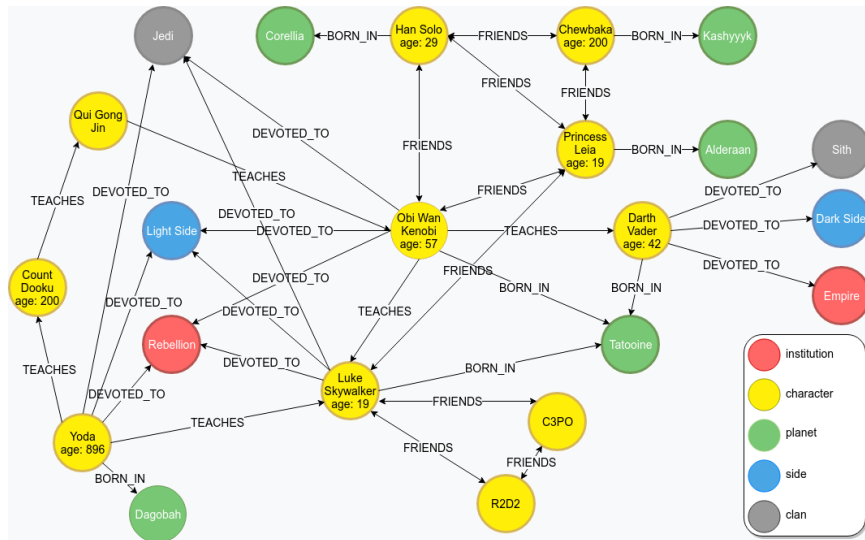 Jedi
Corellia
BORN_IN
Han Solo
age: 29
FRIENDS
Chewbaka
age: 200
BORN_IN
Kashyyyk
FRIENDS
FRIENDS
Qui Gong
Jin
DEVOTED_TO
FRIENDS
Princess
Leia
age: 19
BORN_IN
Alderaan
Sith
DEVOTED_TO
TEACHES
DEVOTED_TO
TEACHES
FRIENDS
DEVOTED_TO
Light Side
DEVOTED_TO
DEVOTED_TO
Obi Wan
Kenobi
age: 57
TEACHES
Darth
Vader
age: 42
DEVOTED_TO
Dark Side
Count
Dooku
age: 200
DEVOTED_TO
DEVOTED_TO
FRIENDS
BORN_IN
BORN_IN
DEVOTED_TO
Empire
DEVOTED_TO
TEACHES
Rebellion
DEVOTED_TO
Tatooine
TEACHES
DEVOTED_TO
Luke
Skywalker
age: 19
BORN_IN
institution
character
planet
side
clan
FRIENDS
C3PO
TEACHES
Yoda
age: 896
FRIENDS
FRIENDS
BORN_IN
Dagobah
R2D2